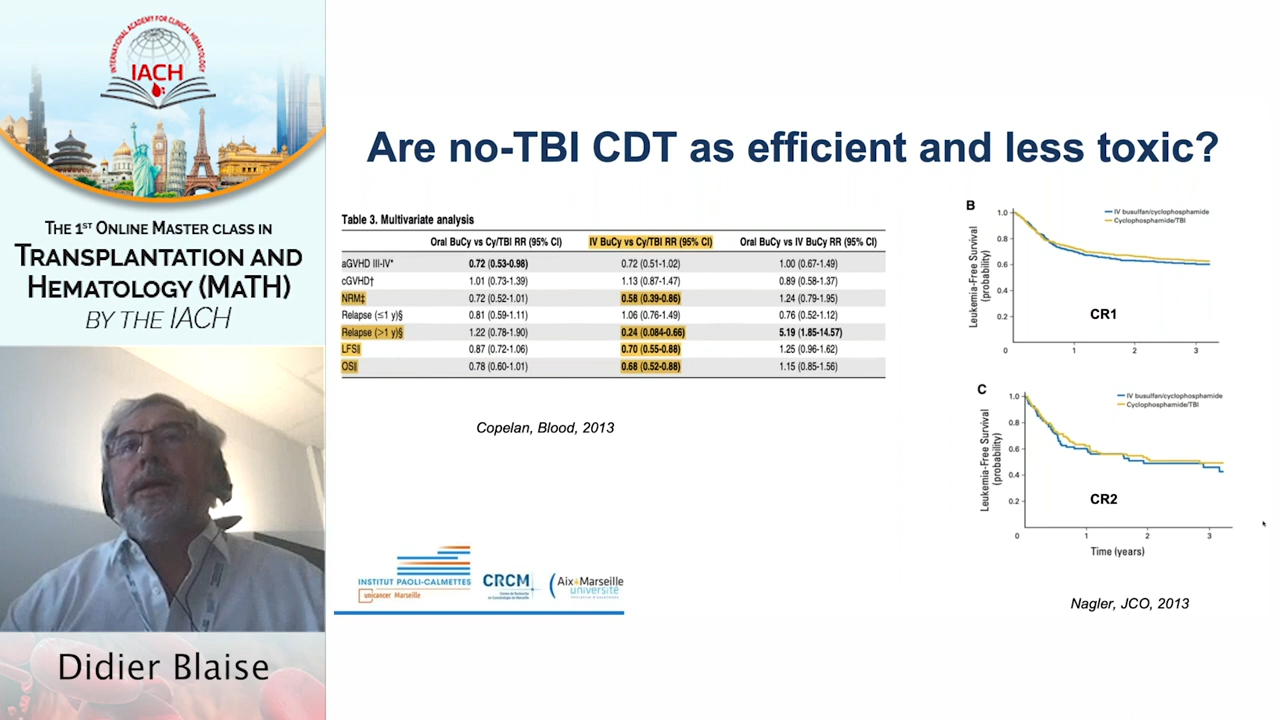 INTERNATIONAL ACADEMY FOR CLINICAL HEMATOLOGY
IACH
THE 1ST ONLINE MASTER CLASS IN
TRANSPLANTATION AND
HEMATOLOGY (MATH)
BY THE IACH
Didier Blaise
Are no-TBI CDT as efficient and less toxic?
Table 3. Multivariate analysis
Oral BuCy vs Cy/TBI RR (95% CI) IV BuCy vs Cy/TBI RR (95% CI) Oral BuCy vs IV BuCy RR (95% CI)
aGVHD III-IV* 0.72 (0.53-0.98) 0.72 (0.51-1.02) 1.00 (0.67-1.49)
cGVHD† 1.01 (0.73-1.39) 1.13 (0.87-1.47) 0.89 (0.58-1.37)
NRM‡ 0.72 (0.52-1.01) 0.58 (0.39-0.86) 1.24 (0.79-1.95)
Relapse (≤1 y)§ 0.81 (0.59-1.11) 1.06 (0.76-1.49) 0.76 (0.52-1.12)
Relapse (>1 y)§ 1.22 (0.78-1.90) 0.24 (0.084-0.66) 5.19 (1.85-14.57)
LFS‖ 0.87 (0.72-1.06) 0.70 (0.55-0.88) 1.25 (0.96-1.62)
OS‖ 0.78 (0.60-1.01) 0.68 (0.52-0.88) 1.15 (0.85-1.56)
Copelan, Blood, 2013
INSTITUT PAOLI-CALMETTES
unicancer Marseille
CRCM
Aix*Marseille
université
B
IV busulfan/cyclophosphamide
Cyclophosphamide/TBI
Leukemia-Free Survival
(probability)
1.0
0.8
0.6
0.4
0.2
0 1 2 3
CR1
C
IV busulfan/cyclophosphamide
Cyclophosphamide/TBI
Leukemia-Free Survival
(probability)
1.0
0.8
0.6
0.4
0.2
0 1 2 3
CR2
Time (years)
Nagler, JCO, 2013